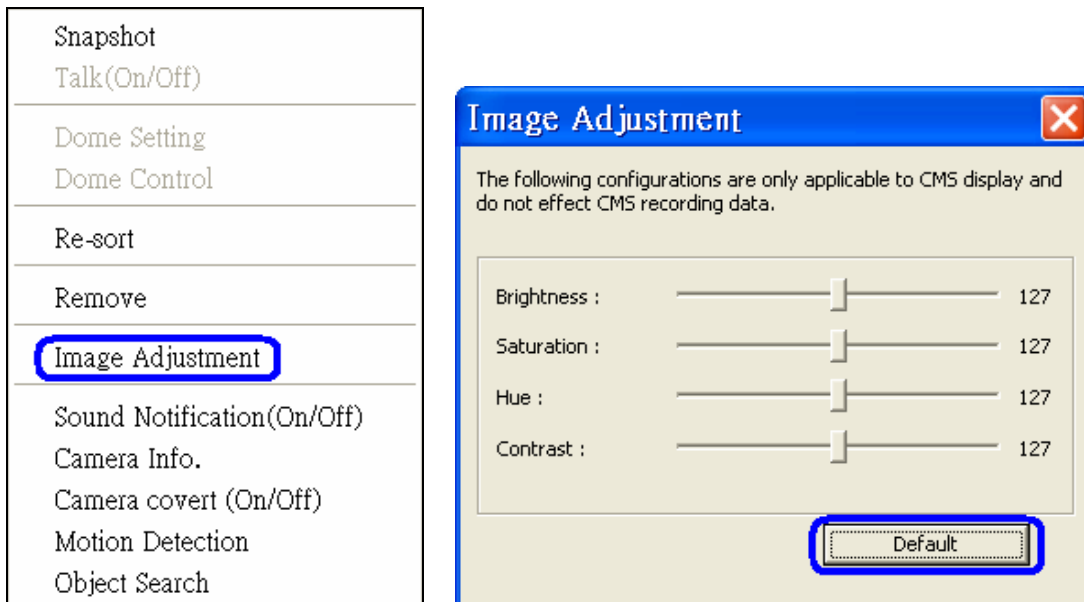 Snapshot
Talk(On/Off)
Dome Setting
Dome Control
Re-sort
Remove
Image Adjustment
Sound Notification(On/Off)
Camera Info.
Camera covert (On/Off)
Motion Detection
Object Search
Image Adjustment
The following configurations are only applicable to CMS display and
do not effect CMS recording data.
Brightness : 127
Saturation : 127
Hue : 127
Contrast : 127
Default